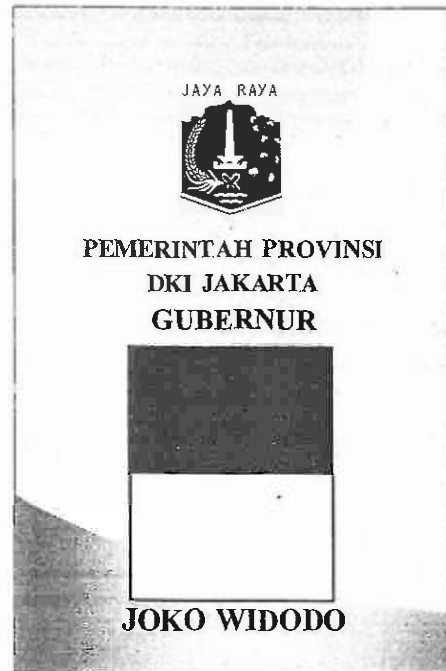 JAYA RAYA
PEMERINTAH PROVINSI
DKI JAKARTA
GUBERNUR
JOKO WIDODO